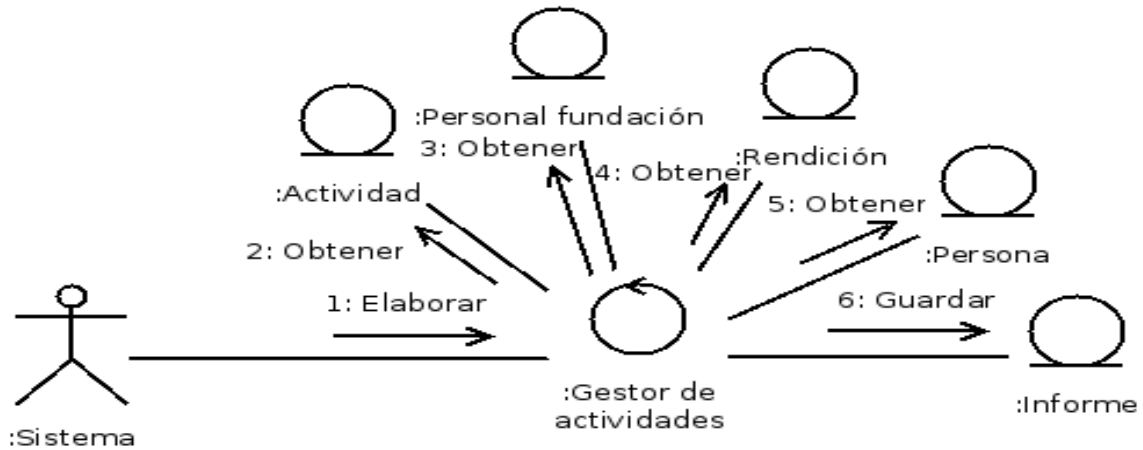 :Personal fundación
3: Obtener
:Actividad
2: Obtener
4: Obtener
:Rendición
5: Obtener
:Persona
1: Elaborar
6: Guardar
:Gestor de
actividades
:Informe
:Sistema